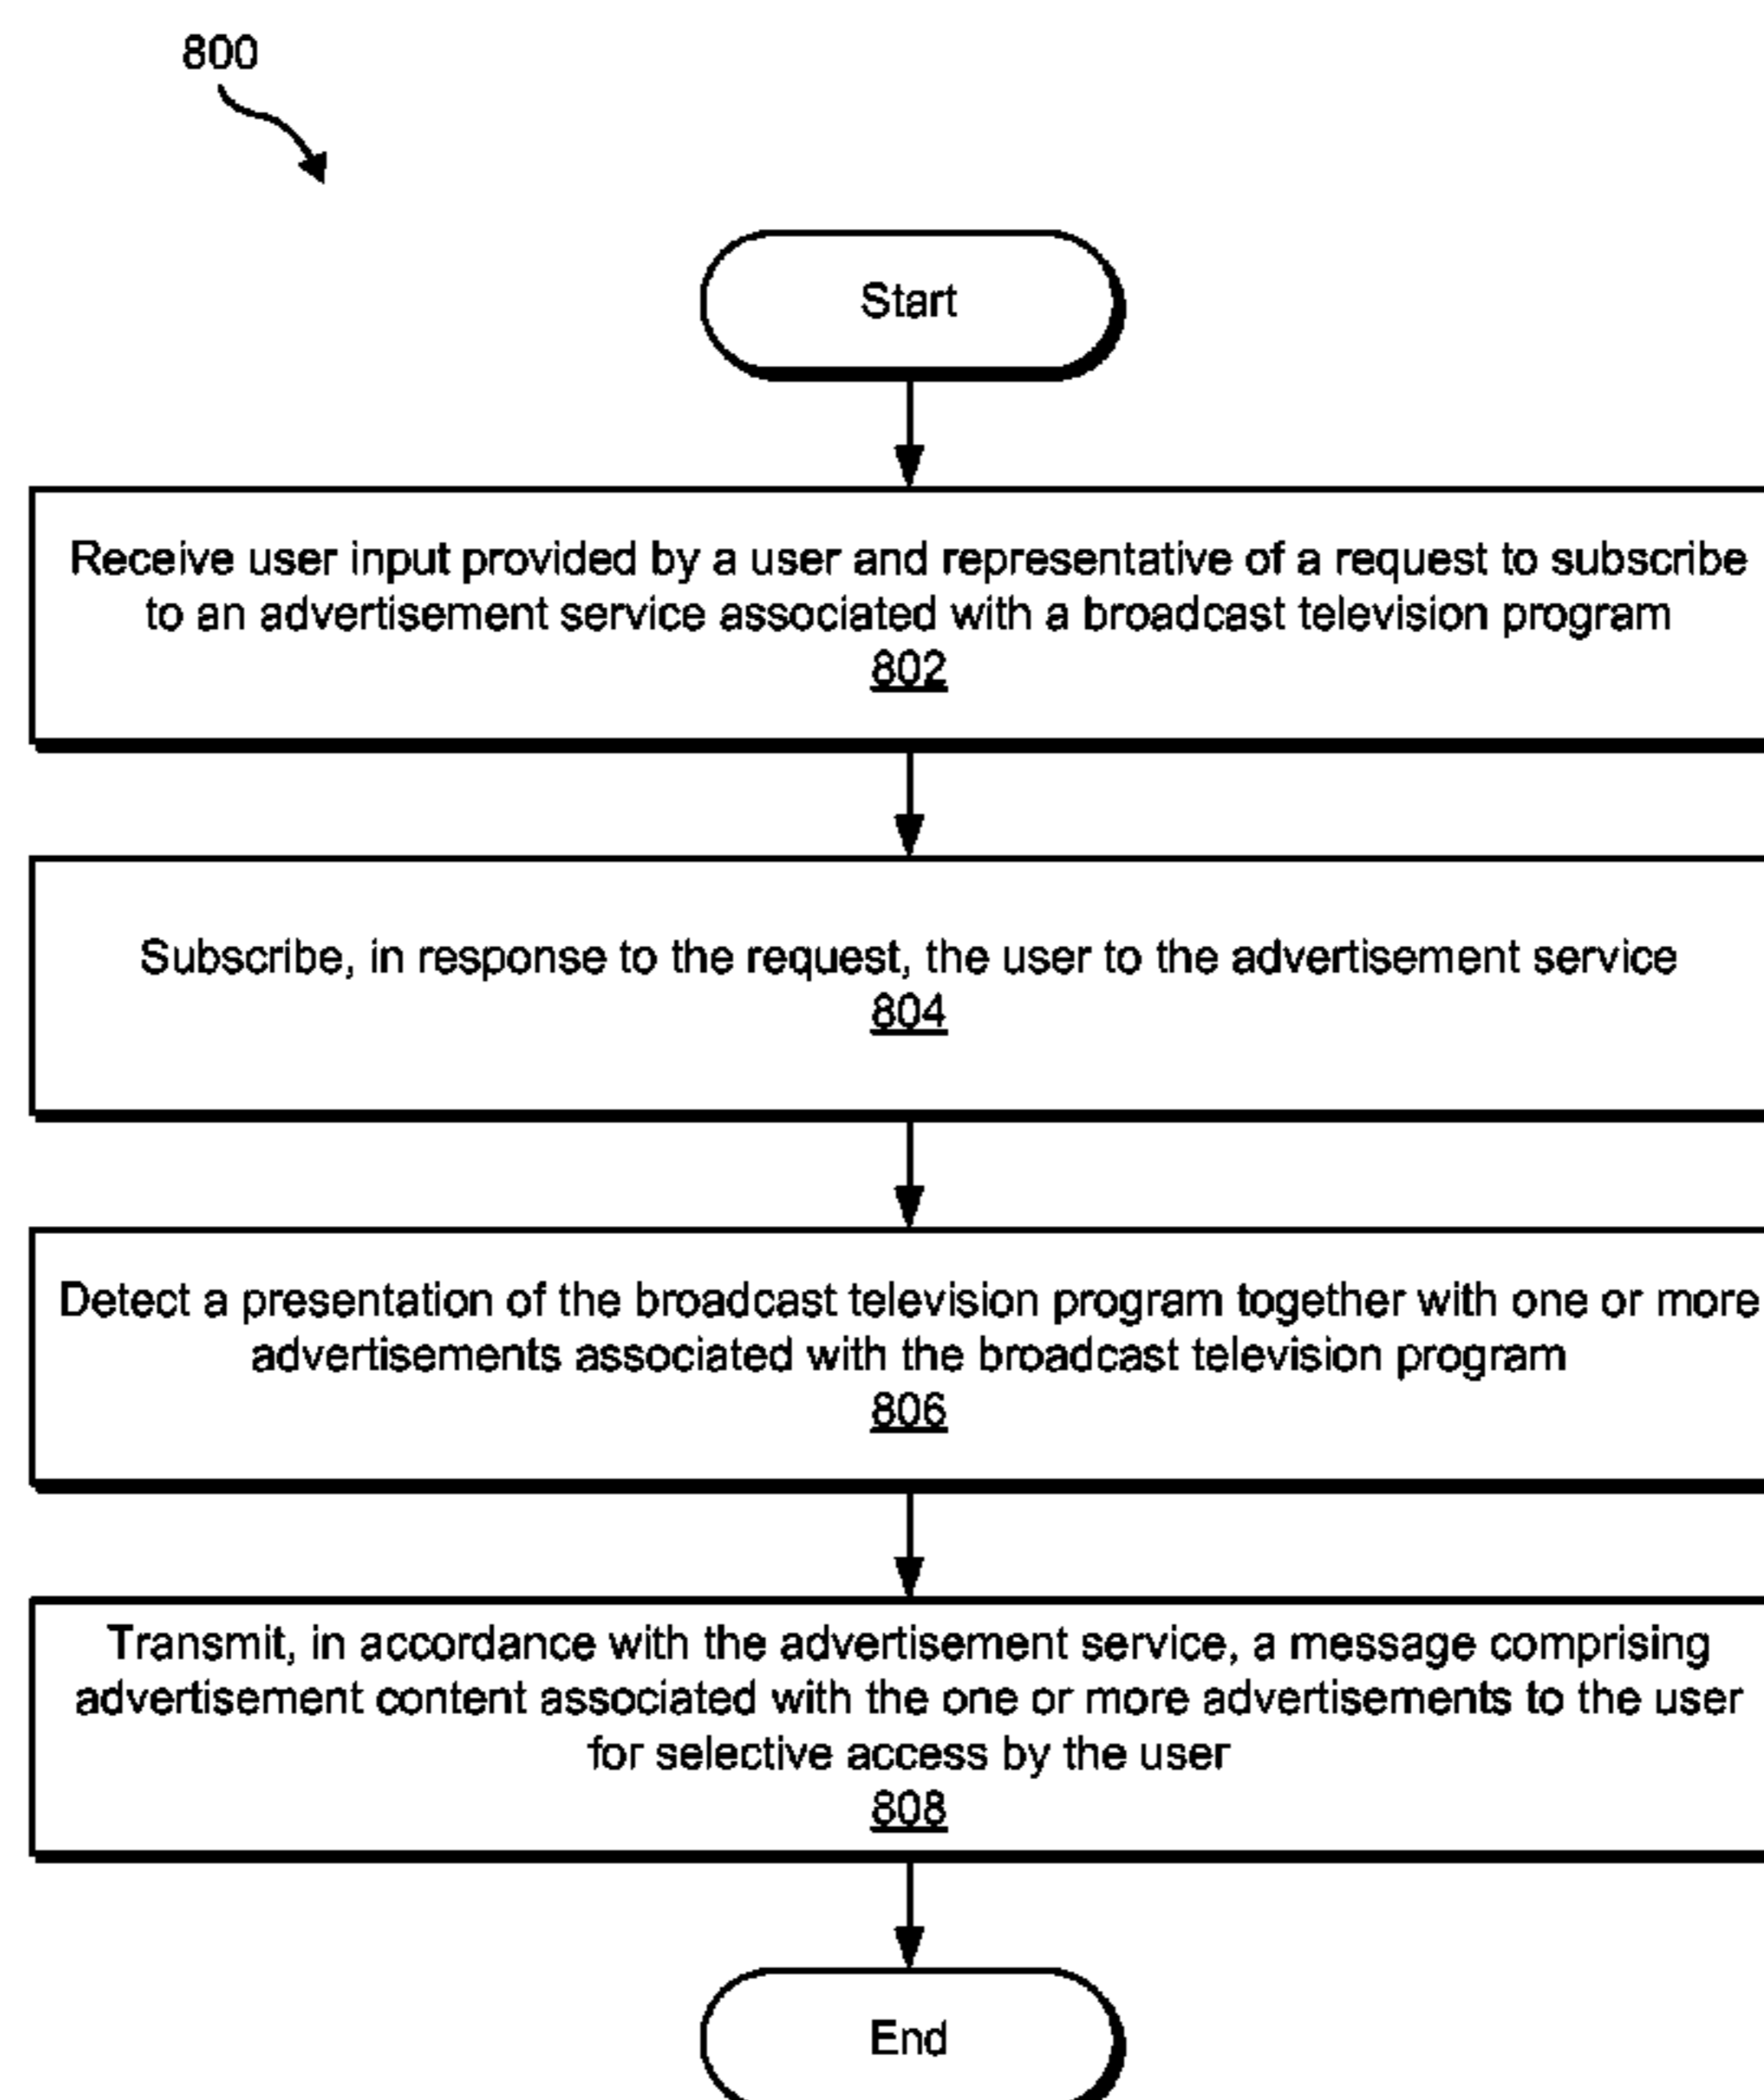 800
Start
Receive user input provided by a user and representative of a request to subscribe
to an advertisement service associated with a broadcast television program
802
Subscribe, in response to the request, the user to the advertisement service
804
Detect a presentation of the broadcast television program together with one or more
advertisements associated with the broadcast television program
806
Transmit, in accordance with the advertisement service, a message comprising
advertisement content associated with the one or more advertisements to the user
for selective access by the user
808
End